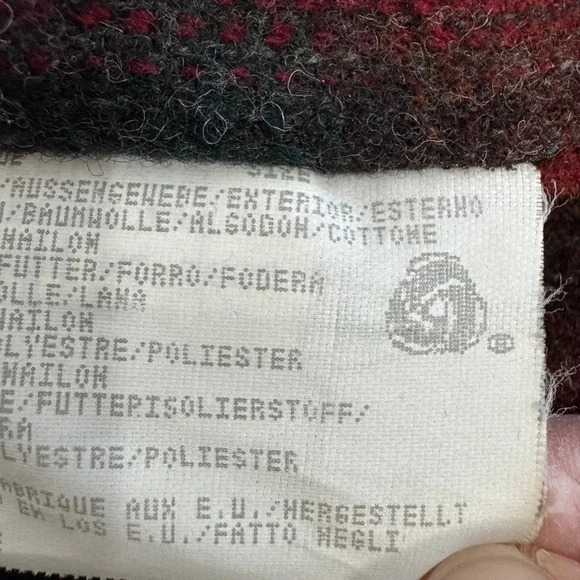 SIZE
/AUSSENGEWEBE/EXTERIOR/ESTERNO
/BAUMWOLLE/ALGODON/COTTONE
NAILON
FUTTER/FORRO/FODERA
OLLE/LANA
NAILON
LYESTRE/POLIESTER
NAILON
E/FUTTERISOLIERSTOFF/
RA
LYESTRE/POLIESTER
ABRIQUE AUX E.U./HERGESTELLT
EN LOS E.U./FATTO NEGLI
®